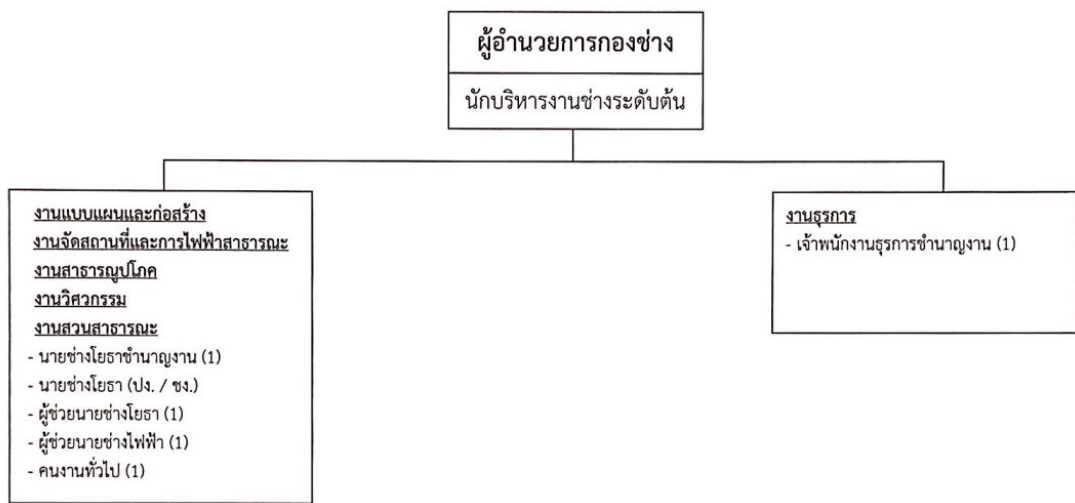 ผู้อำนวยการกองช่าง
นักบริหารงานช่างระดับต้น
งานแบบแผนและก่อสร้าง
งานจัดสถานที่และการไฟฟ้าสาธารณะ
งานสาธารณูปโภค
งานวิศวกรรม
งานสวนสาธารณะ
- นายช่างโยธาชำนาญงาน (1)
- นายช่างโยธา (ปง. / ชง.)
- ผู้ช่วยนายช่างโยธา (1)
- ผู้ช่วยนายช่างไฟฟ้า (1)
- คนงานทั่วไป (1)
งานธุรการ
- เจ้าพนักงานธุรการชำนาญงาน (1)